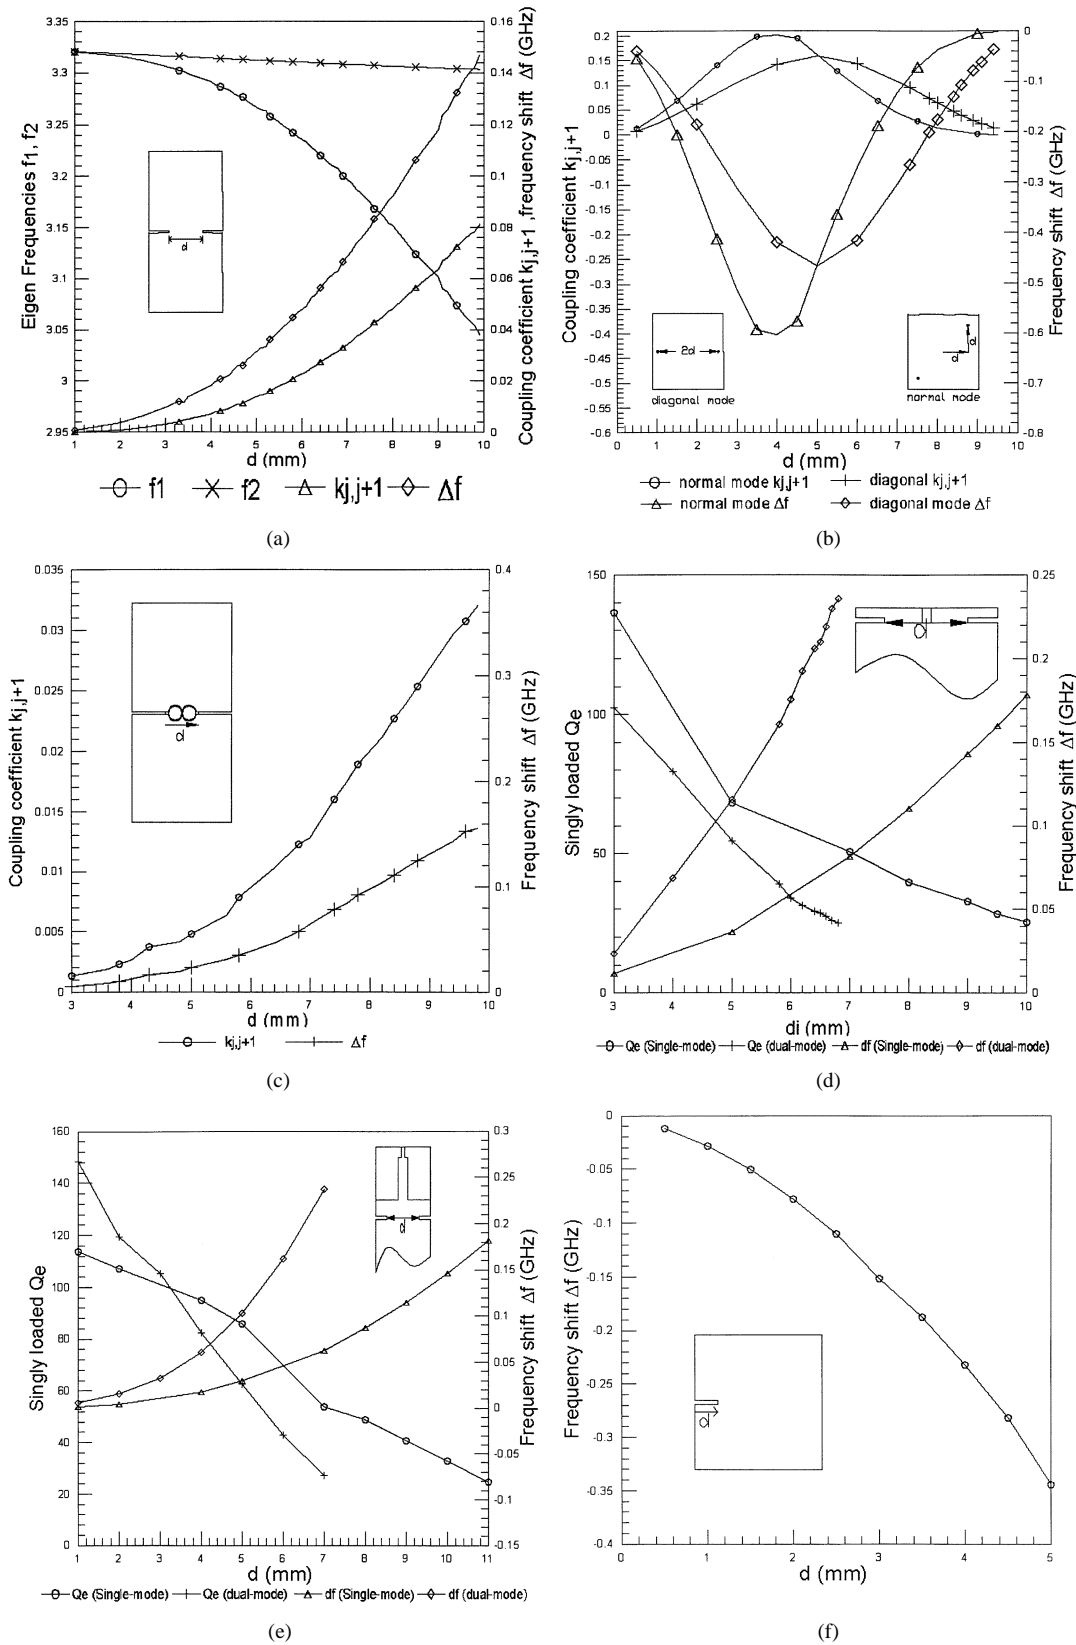 Eigen Frequencies f1, f2
3.35
3.3
3.25
3.2
3.15
3.1
3.05
3
2.95
0.16
0.14
0.12
0.1
0.08
0.06
0.04
0.02
0
Coupling coefficient kj,j+1 ,frequency shift Δf (GHz)
d
1 2 3 4 5 6 7 8 9 10
d (mm)
f1 f2 kj,j+1 Δf
(a)
Coupling coefficient kj,j+1
0.2
0.15
0.1
0.05
0
-0.05
-0.1
-0.15
-0.2
-0.25
-0.3
-0.35
-0.4
-0.45
-0.5
-0.55
-0.6
0
-0.1
-0.2
-0.3
-0.4
-0.5
-0.6
-0.7
-0.8
Frequency shift Δf (GHz)
2d
diagonal mode
d
d
normal mode
0 1 2 3 4 5 6 7 8 9 10
d (mm)
normal mode kj,j+1 diagonal kj,j+1
normal mode Δf diagonal mode Δf
(b)
Coupling coefficient kj,j+1
0.035
0.03
0.025
0.02
0.015
0.01
0.005
0
0.4
0.3
0.2
0.1
0
Frequency shift Δf (GHz)
d
3 4 5 6 7 8 9 10
d (mm)
kj,j+1 Δf
(c)
Singly loaded Qe
150
100
50
0
0.25
0.2
0.15
0.1
0.05
0
Frequency shift Δf (GHz)
d
3 4 5 6 7 8 9 10
di (mm)
Qe (Single-mode) Qe (dual-mode) df (Single-mode) df (dual-mode)
(d)
Singly loaded Qe
160
140
120
100
80
60
40
20
0
0.3
0.25
0.2
0.15
0.1
0.05
0
-0.05
-0.1
-0.15
Frequency shift Δf (GHz)
d
1 2 3 4 5 6 7 8 9 10 11
d (mm)
Qe (Single-mode) Qe (dual-mode) df (Single-mode) df (dual-mode)
(e)
Frequency shift Δf (GHz)
0
-0.05
-0.1
-0.15
-0.2
-0.25
-0.3
-0.35
-0.4
d
0 1 2 3 4 5
d (mm)
(f)